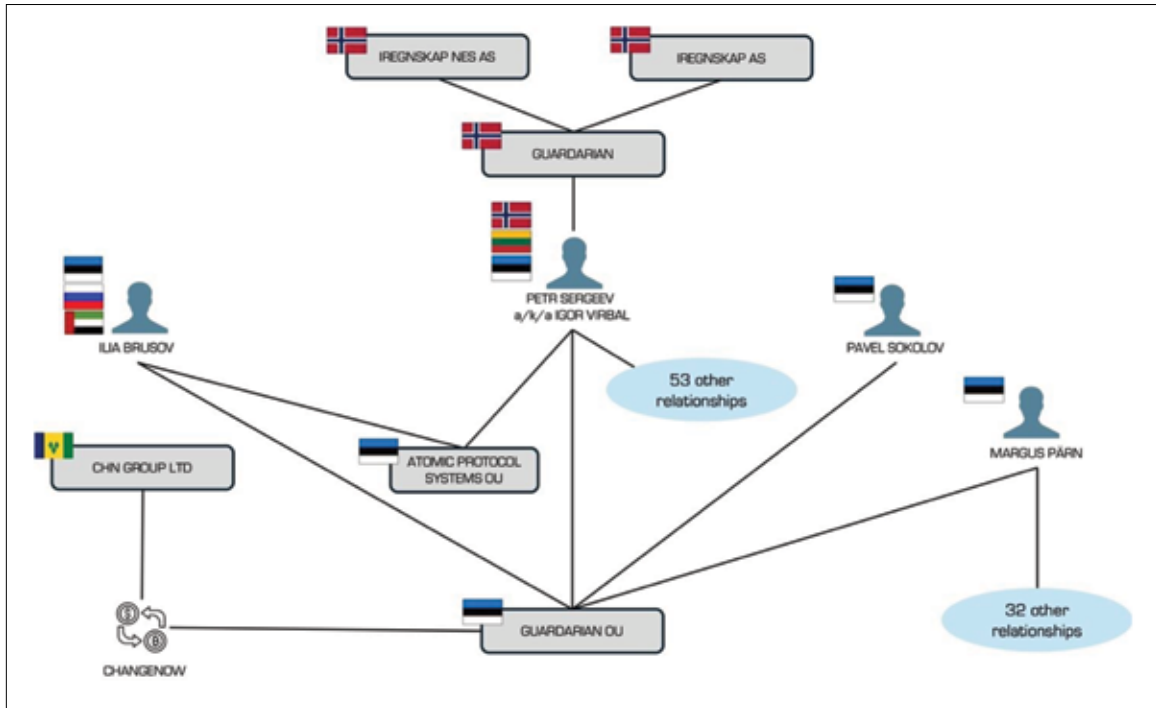 IREGNSKAP NES AS
IREGNSKAP AS
GUARDARIAN
PETR SERGEEV
a/k/a IGOR VIRBAL
ILIA BRUSOV
PAVEL SOKOLOV
53 other
relationships
MARGUS PÄRN
CHN GROUP LTD
ATOMIC PROTOCOL
SYSTEMS OU
32 other
relationships
GUARDARIAN OU
CHANGENOW